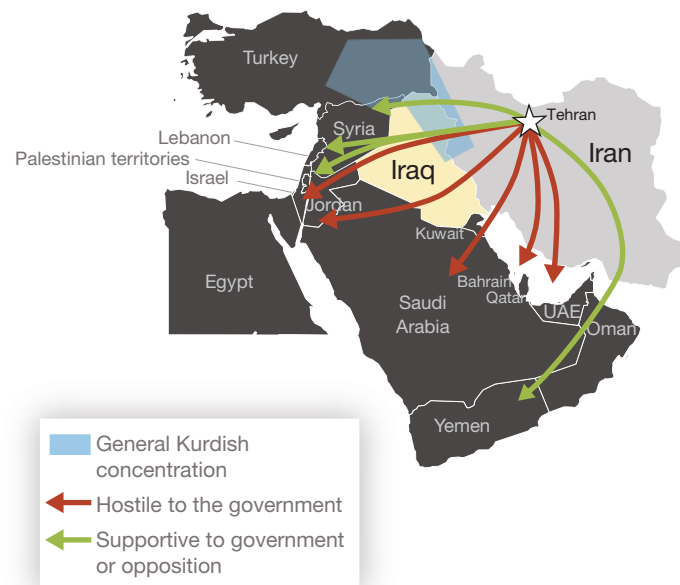 Turkey
Tehran
Syria
Lebanon
Palestinian territories
Iraq
Iran
Israel
Jordan
Kuwait
Egypt
Bahrain
Qatar
Saudi
Arabia
UAE
Oman
Yemen
General Kurdish
concentration
Hostile to the government
Supportive to government
or opposition